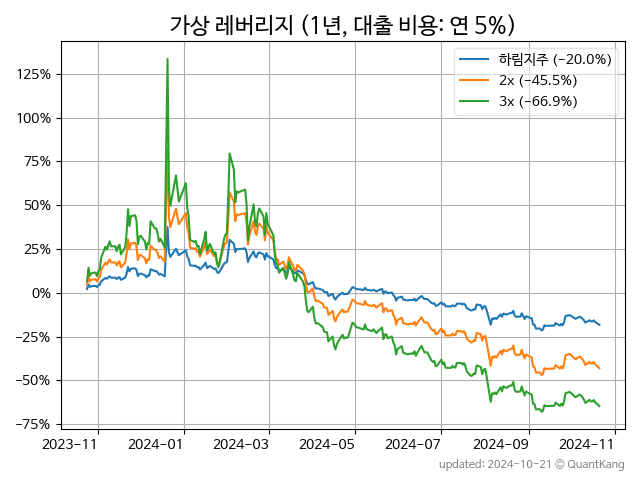 가상 레버리지 (1년, 대출 비용: 연 5%)
하림지주 (−20.0%)
2x (−45.5%)
3x (−66.9%)
125%
100%
75%
50%
25%
0%
−25%
−50%
−75%
2023-11 2024-01 2024-03 2024-05 2024-07 2024-09 2024-11
updated: 2024-10-21 © QuantKang